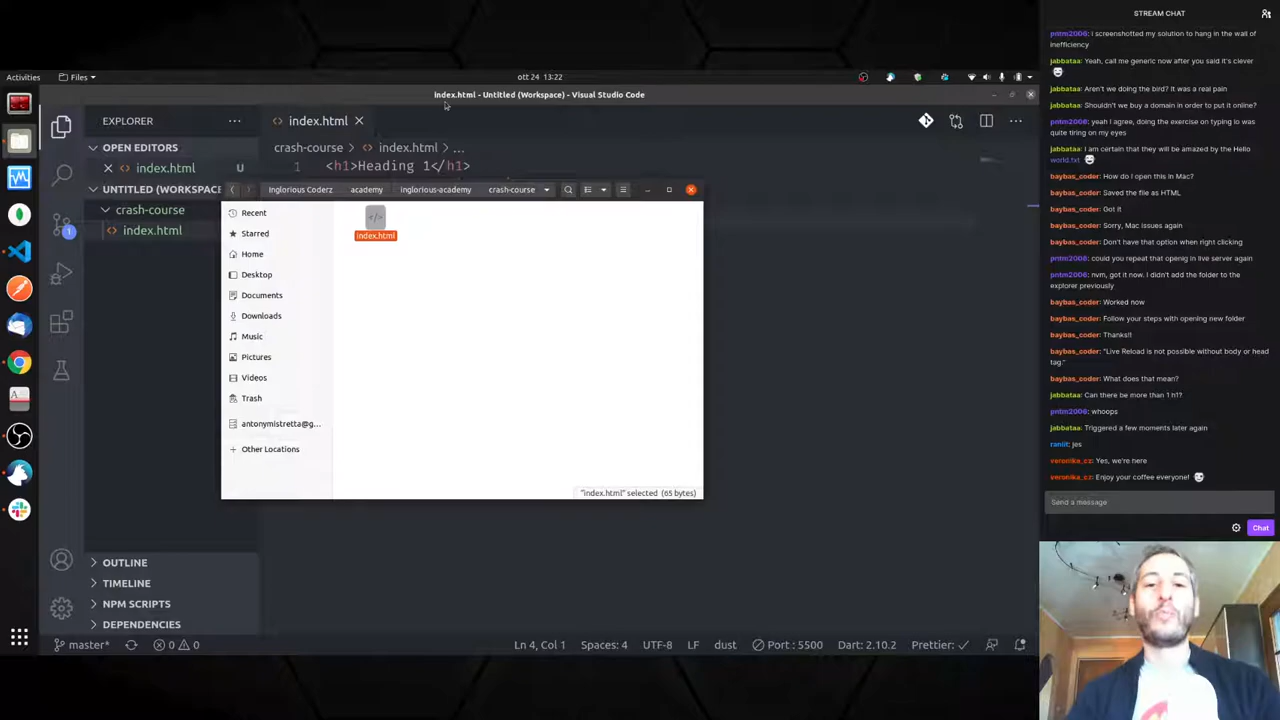 Activities
Files
ott 24 13:22
index.html - Untitled (Workspace) - Visual Studio Code
EXPLORER
index.html
OPEN EDITORS
index.html
U
UNTITLED (WORKSPACE
crash-course
index.html
1
crash-course
index.html
...
1
<h1>Heading 1</h1>
Inglorious Coderz
academy
inglorious-academy
crash-course
Recent
Starred
Home
Desktop
Documents
Downloads
Music
Pictures
Videos
Trash
antonymistretta@g...
Other Locations
</>
index.html
"index.html" selected (65 bytes)
OUTLINE
TIMELINE
NPM SCRIPTS
DEPENDENCIES
master*
0
0
Ln 4, Col 1
Spaces: 4
UTF-8
LF
dust
Port : 5500
Dart: 2.10.2
Prettier:
STREAM CHAT
pntm2006: I screenshotted my solution to hang in the wall of
inefficiency
jabbataa: Yeah, call me generic now after you said it's clever
jabbataa: Aren't we doing the bird? It was a real pain
jabbataa: Shouldn't we buy a domain in order to put it online?
pntm2006: yeah I agree, doing the exercise on typing io was
quite tiring on my eyes
jabbataa: I am certain that they will be amazed by the Hello
world.txt
baybas_coder: How do I open this in Mac?
baybas_coder: Saved the file as HTML
baybas_coder: Got it
baybas_coder: Sorry, Mac issues again
baybas_coder: Don't have that option when right clicking
pntm2006: could you repeat that openig in live server again
pntm2006: nvm, got it now. I didn't add the folder to the
explorer previously
baybas_coder: Worked now
baybas_coder: Follow your steps with opening new folder
baybas_coder: Thanks!!
baybas_coder: "Live Reload is not possible without body or head
tag."
baybas_coder: What does that mean?
jabbataa: Can there be more than 1 h1?
pntm2006: whoops
jabbataa: Triggered a few moments later again
raniit: jes
veronika_cz: Yes, we're here
veronika_cz: Enjoy your coffee everyone!
Send a message
Chat